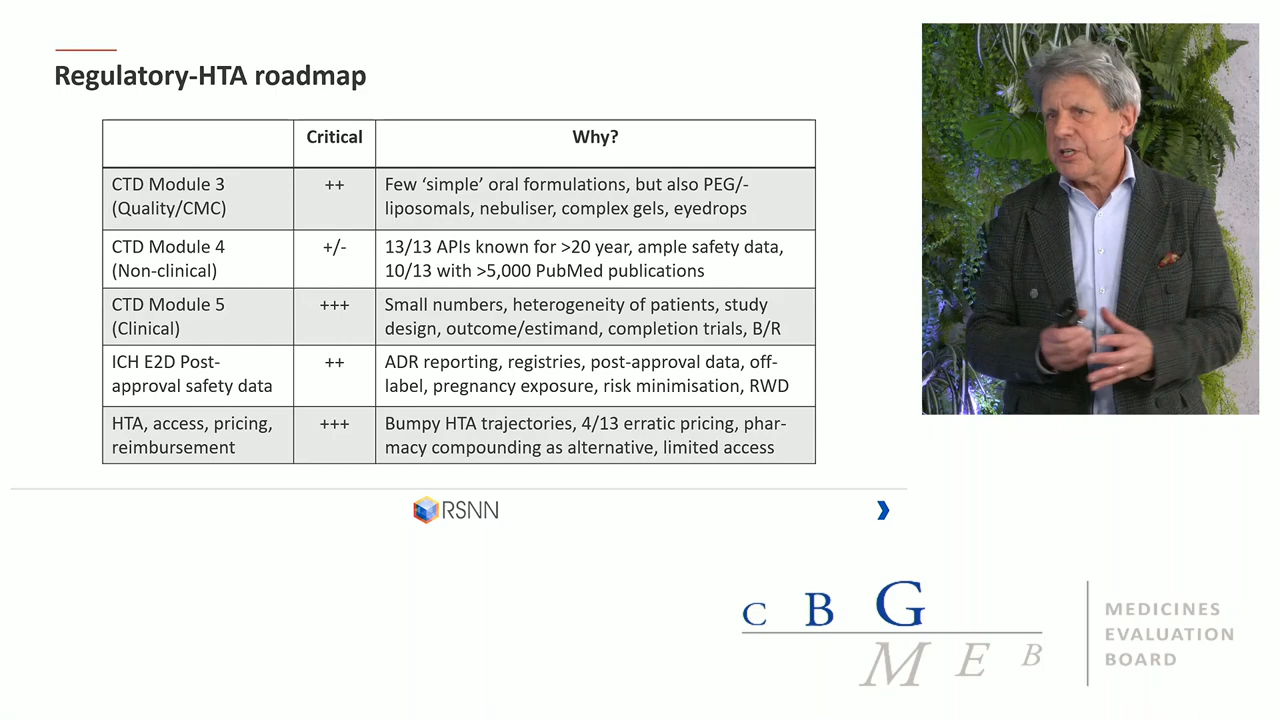 Regulatory-HTA roadmap
Critical
Why?
CTD Module 3
(Quality/CMC)
++
Few ‘simple’ oral formulations, but also PEG/-
liposomals, nebuliser, complex gels, eyedrops
CTD Module 4
(Non-clinical)
+/-
13/13 APIs known for >20 year, ample safety data,
10/13 with >5,000 PubMed publications
CTD Module 5
(Clinical)
+++
Small numbers, heterogeneity of patients, study
design, outcome/estimand, completion trials, B/R
ICH E2D Post-
approval safety data
++
ADR reporting, registries, post-approval data, off-
label, pregnancy exposure, risk minimisation, RWD
HTA, access, pricing,
reimbursement
+++
Bumpy HTA trajectories, 4/13 erratic pricing, phar-
macy compounding as alternative, limited access
RSNN
C B G
M E B
MEDICINES
EVALUATION
BOARD